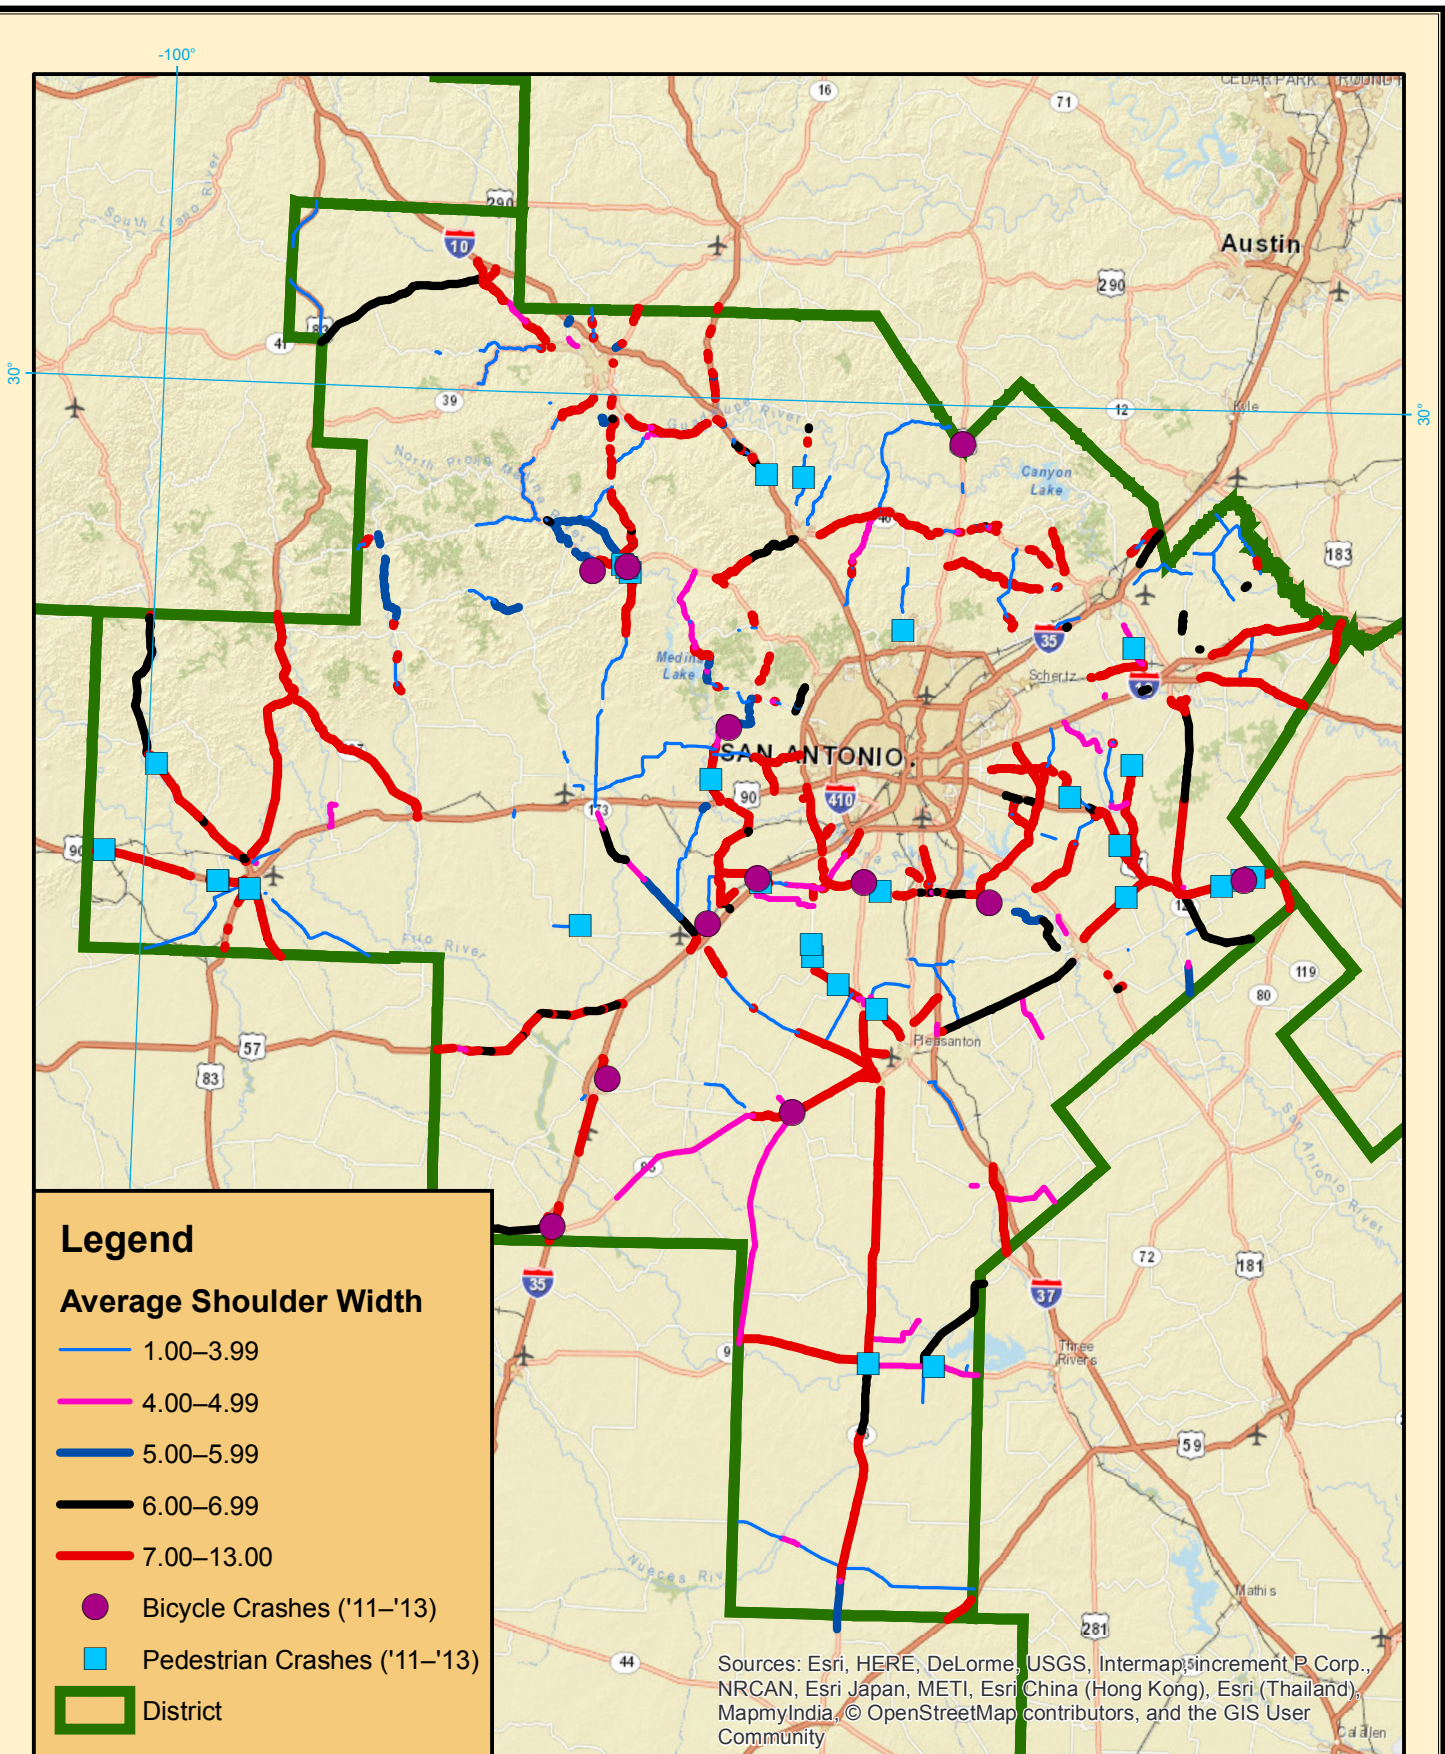 -100°
CEDAR PARK
16
71
South Llano River
290
10
Austin
290
83
41
30°
39
12
Kyle
30°
Guadalupe River
North Prong Medina
Canyon
Lake
46
183
35
Medina
Lake
Schertz
SAN ANTONIO
90
410
173
90
Frio River
119
80
57
83
Pleasanton
San Antonio River
72
181
35
37
Three
Rivers
59
Nueces River
Mathis
281
44
Calallen
Legend
Average Shoulder Width
1.00–3.99
4.00–4.99
5.00–5.99
6.00–6.99
7.00–13.00
Bicycle Crashes ('11–'13)
Pedestrian Crashes ('11–'13)
District
Sources: Esri, HERE, DeLorme, USGS, Intermap, increment P Corp.,
NRCAN, Esri Japan, METI, Esri China (Hong Kong), Esri (Thailand),
MapmyIndia, © OpenStreetMap contributors, and the GIS User
Community